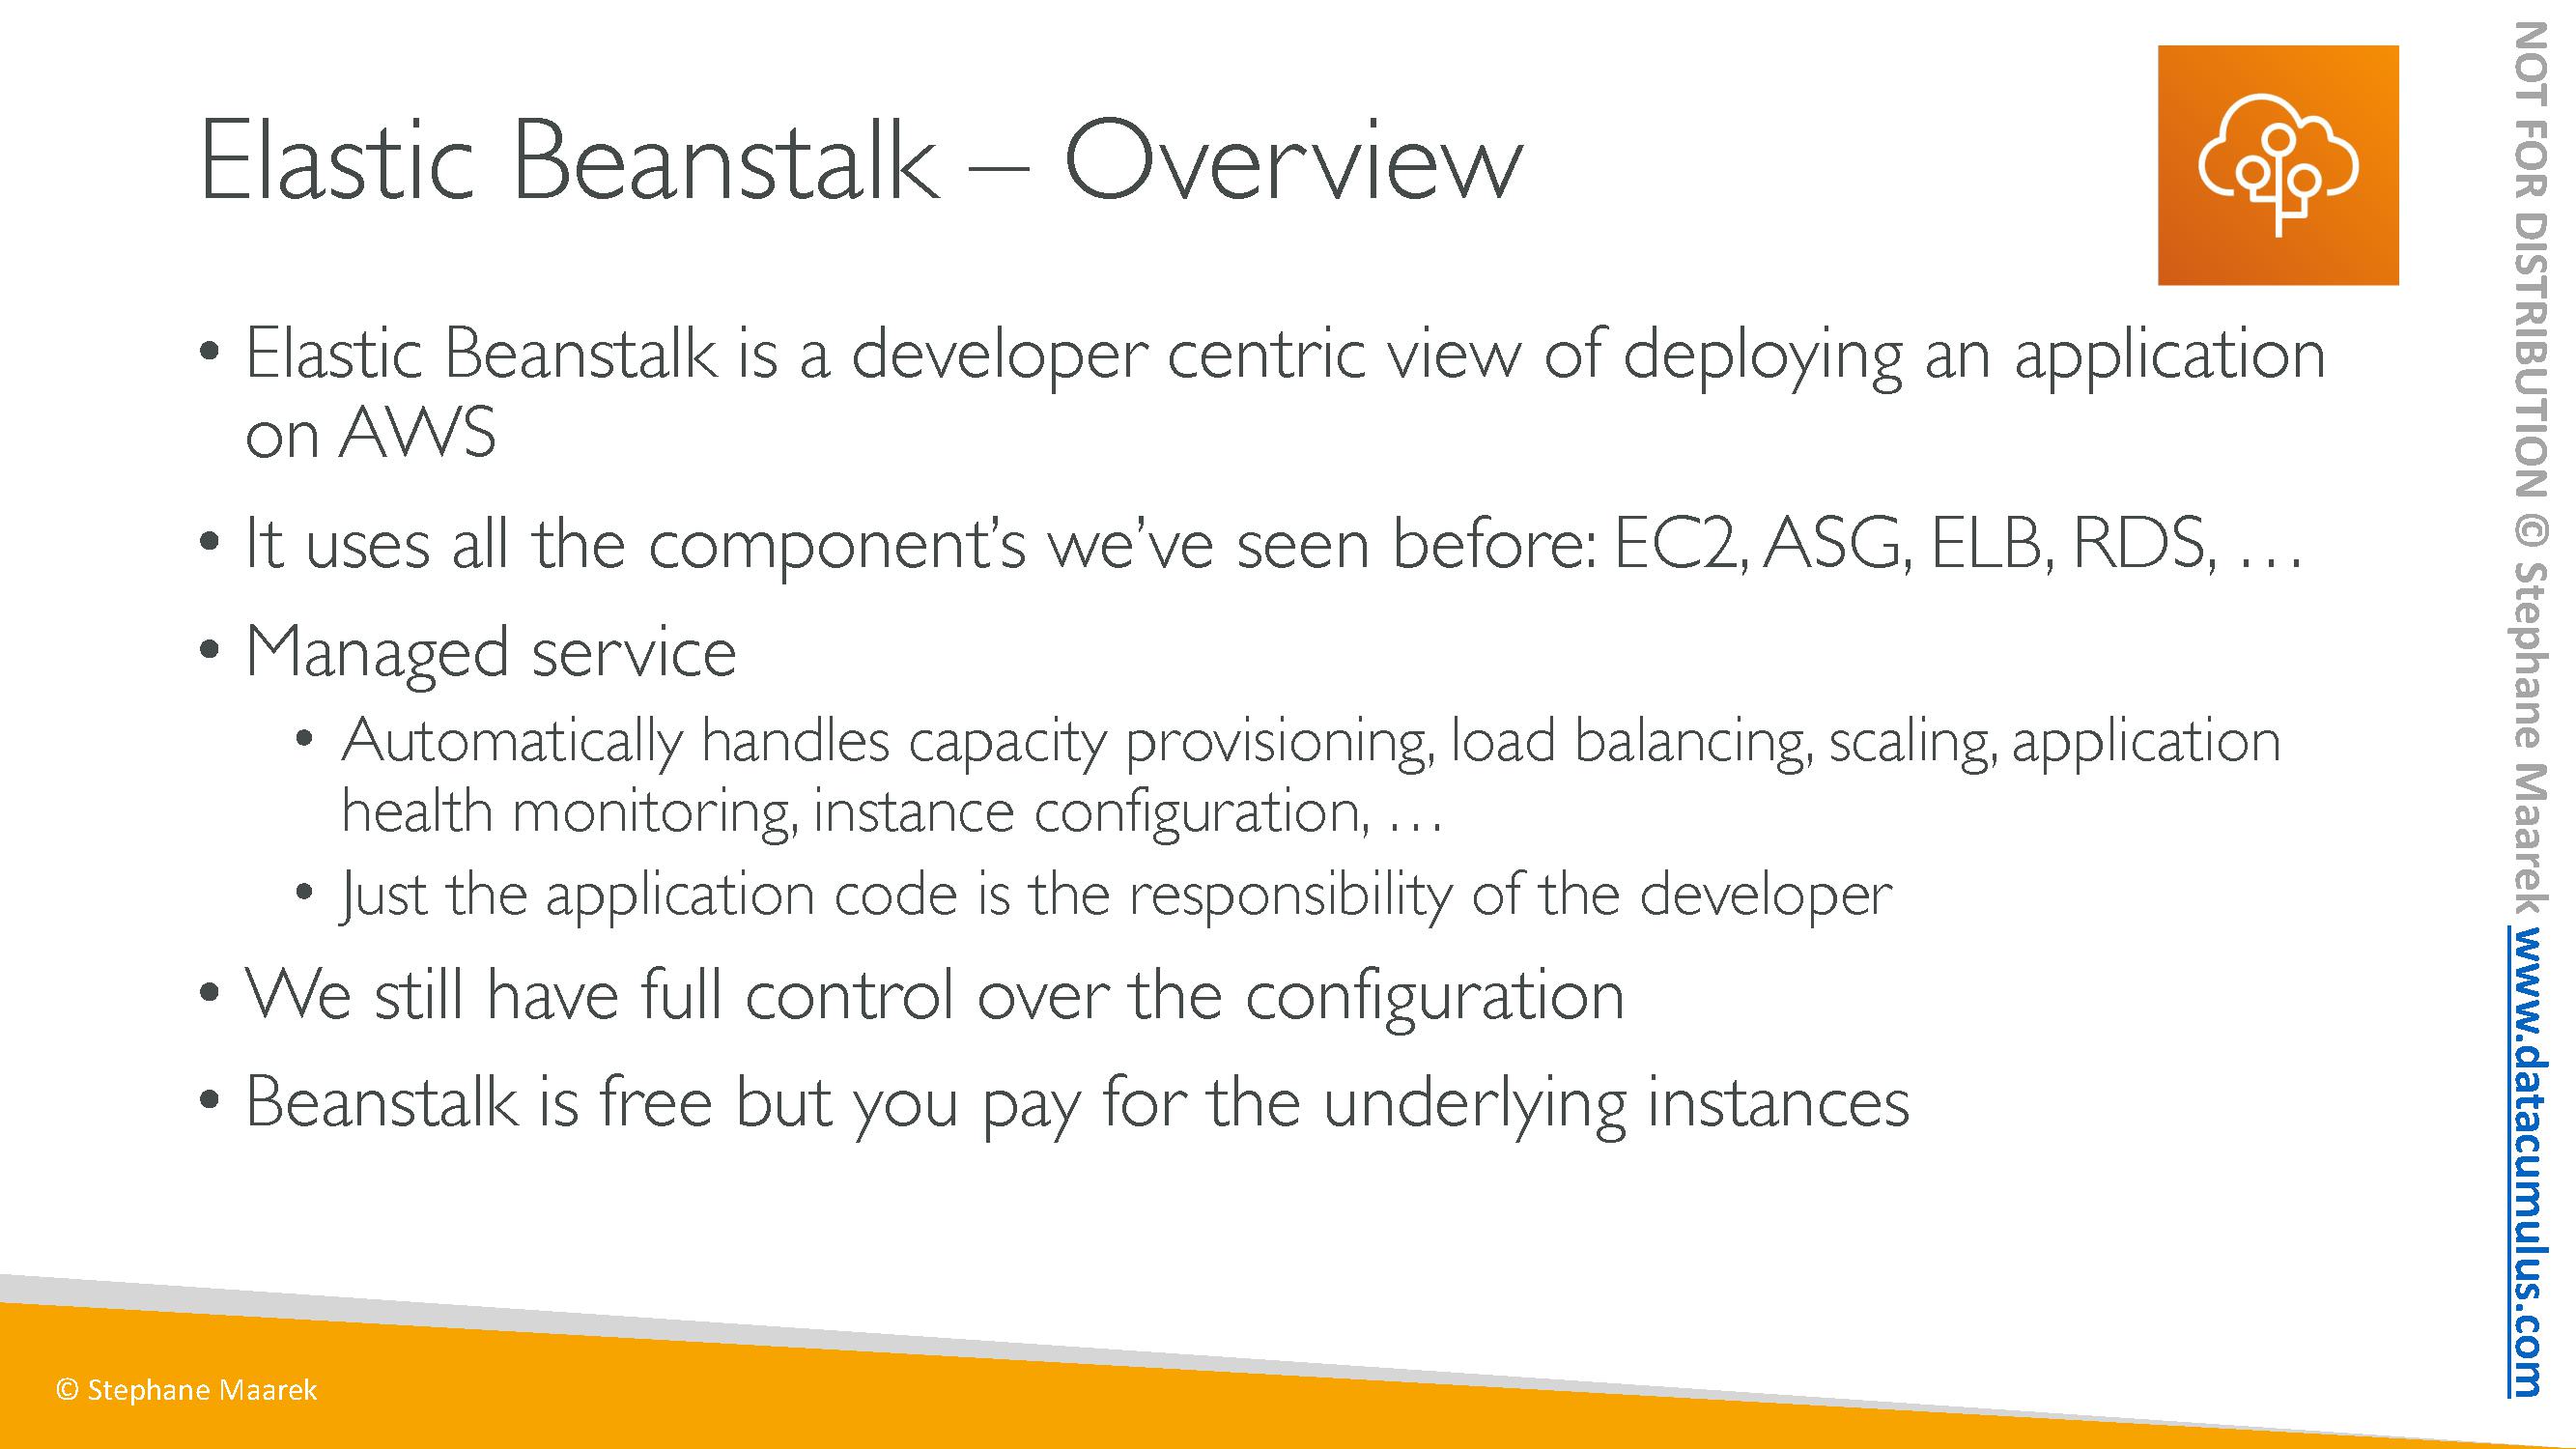 Elastic Beanstalk – Overview
• Elastic Beanstalk is a developer centric view of deploying an application
on AWS
• It uses all the component’s we’ve seen before: EC2, ASG, ELB, RDS, …
• Managed service
• Automatically handles capacity provisioning, load balancing, scaling, application
health monitoring, instance configuration, …
• Just the application code is the responsibility of the developer
• We still have full control over the configuration
• Beanstalk is free but you pay for the underlying instances
© Stephane Maarek
NOT FOR DISTRIBUTION © Stephane Maarek www.datacumulus.com